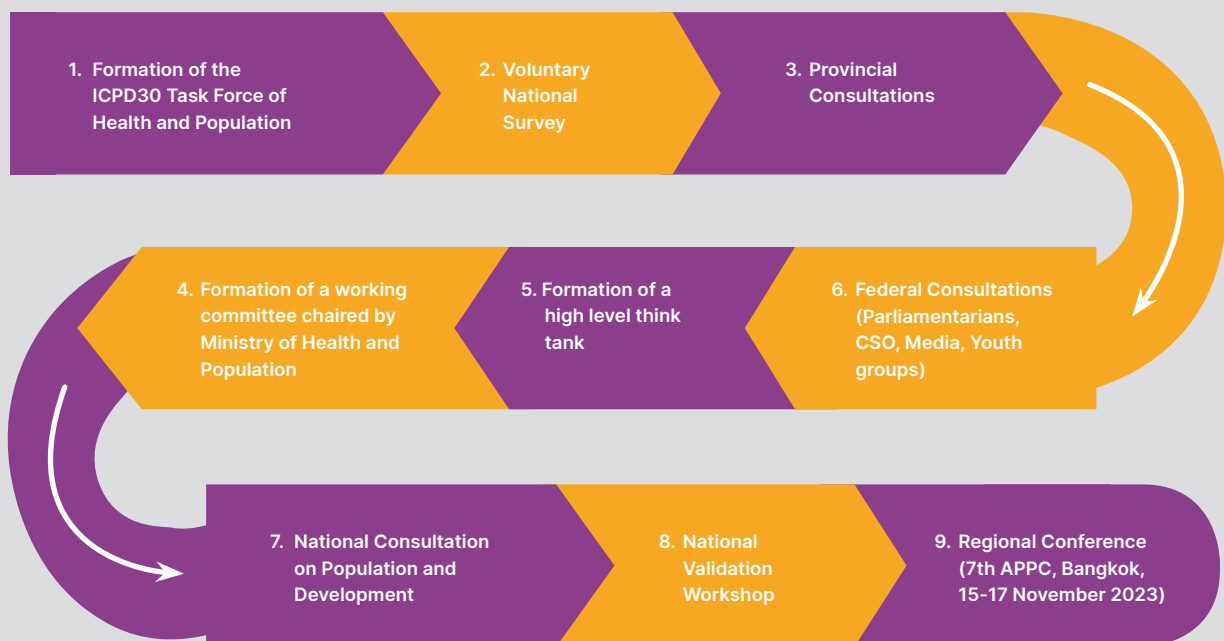 1. Formation of the
ICPD30 Task Force of
Health and Population
2. Voluntary
National
Survey
3. Provincial
Consultations
4. Formation of a working
committee chaired by
Ministry of Health and
Population
5. Formation of a
high level think
tank
6. Federal Consultations
(Parliamentarians,
CSO, Media, Youth
groups)
7. National Consultation
on Population and
Development
8. National
Validation
Workshop
9. Regional Conference
(7th APPC, Bangkok,
15-17 November 2023)